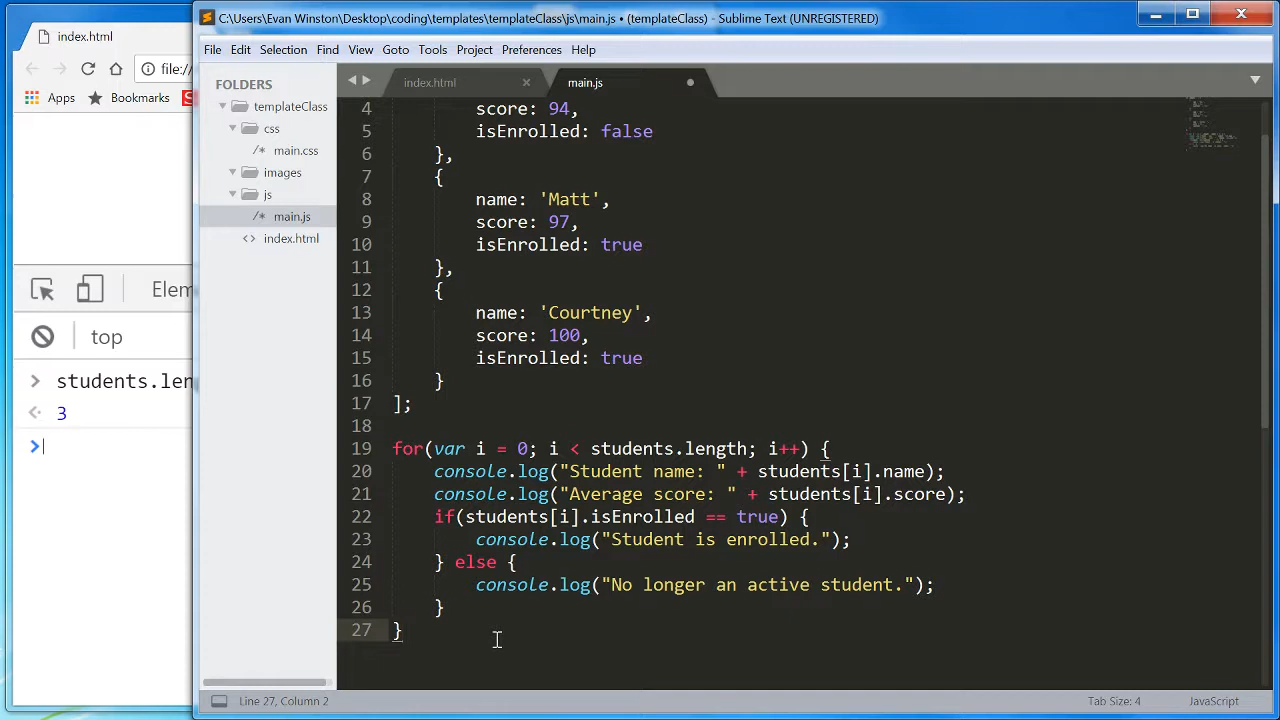 index.html
file:/
Apps
Bookmarks
S
Elem
top
students.len
3
C:\Users\Evan Winston\Desktop\coding\templates\templateClass\js\main.js • (templateClass) - Sublime Text (UNREGISTERED)
File Edit Selection Find View Goto Tools Project Preferences Help
FOLDERS
templateClass
css
/* main.css
images
js
/* main.js
<> index.html
index.html
main.js
4 score: 94,
5 isEnrolled: false
6 },
7 {
8 name: 'Matt',
9 score: 97,
10 isEnrolled: true
11 },
12 {
13 name: 'Courtney',
14 score: 100,
15 isEnrolled: true
16 }
17 ];
18
19 for(var i = 0; i < students.length; i++) {
20 console.log("Student name: " + students[i].name);
21 console.log("Average score: " + students[i].score);
22 if(students[i].isEnrolled == true) {
23 console.log("Student is enrolled.");
24 } else {
25 console.log("No longer an active student.");
26 }
27 }
Line 27, Column 2
Tab Size: 4
JavaScript